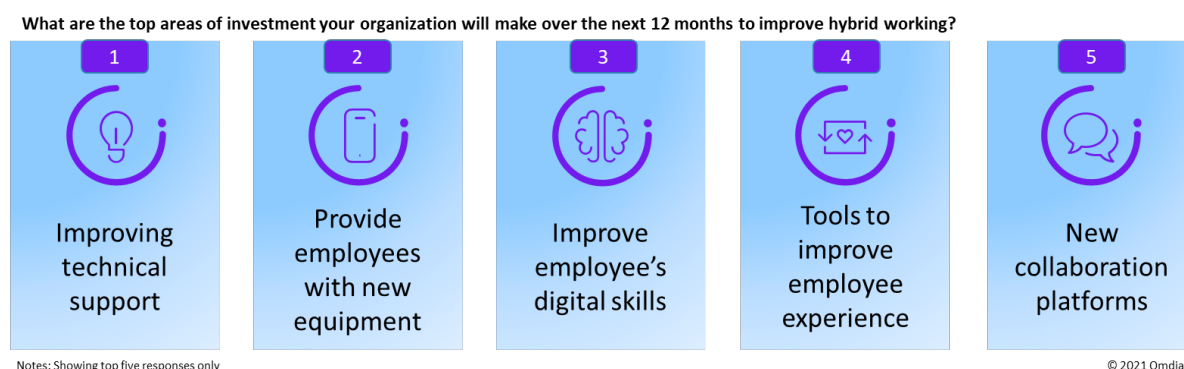 What are the top areas of investment your organization will make over the next 12 months to improve hybrid working?
1
Improving
technical
support
2
Provide
employees
with new
equipment
3
Improve
employee's
digital skills
4
Tools to
improve
employee
experience
5
New
collaboration
platforms
Notes: Showing top five responses only
© 2021 Omdia